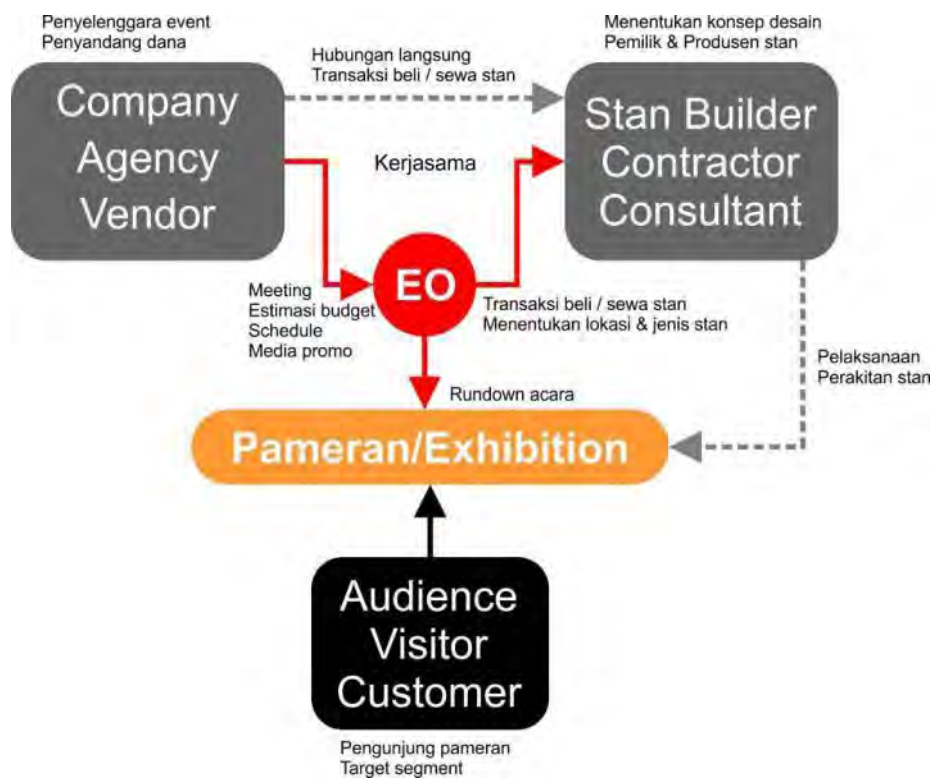 Penyelenggara event
Penyandang dana
Company
Agency
Vendor
Hubungan langsung
Transaksi beli / sewa stan
Menentukan konsep desain
Pemilik & Produsen stan
Stan Builder
Contractor
Consultant
Kerjasama
EO
Meeting
Estimasi budget
Schedule
Media promo
Transaksi beli / sewa stan
Menentukan lokasi & jenis stan
Pelaksanaan
Perakitan stan
Rundown acara
Pameran/Exhibition
Audience
Visitor
Customer
Pengunjung pameran
Target segment